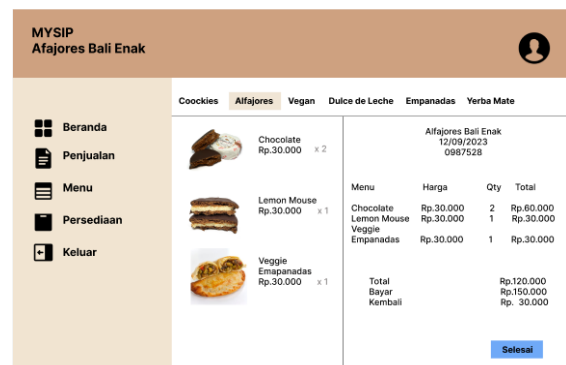 MYSIP
Afajores Bali Enak
Beranda
Penjualan
Menu
Persediaan
Keluar
Coockies Alfajores Vegan Dulce de Leche Empanadas Yerba Mate
Chocolate
Rp.30.000 x 2
Lemon Mouse
Rp.30.000 x 1
Veggie
Emapanadas
Rp.30.000 x 1
Alfajores Bali Enak
12/09/2023
0987528
Menu Harga Qty Total
Chocolate Rp.30.000 2 Rp.60.000
Lemon Mouse Rp.30.000 1 Rp.30.000
Veggie
Empanadas Rp.30.000 1 Rp.30.000
Total Rp.120.000
Bayar Rp.150.000
Kembali Rp. 30.000
Selesai